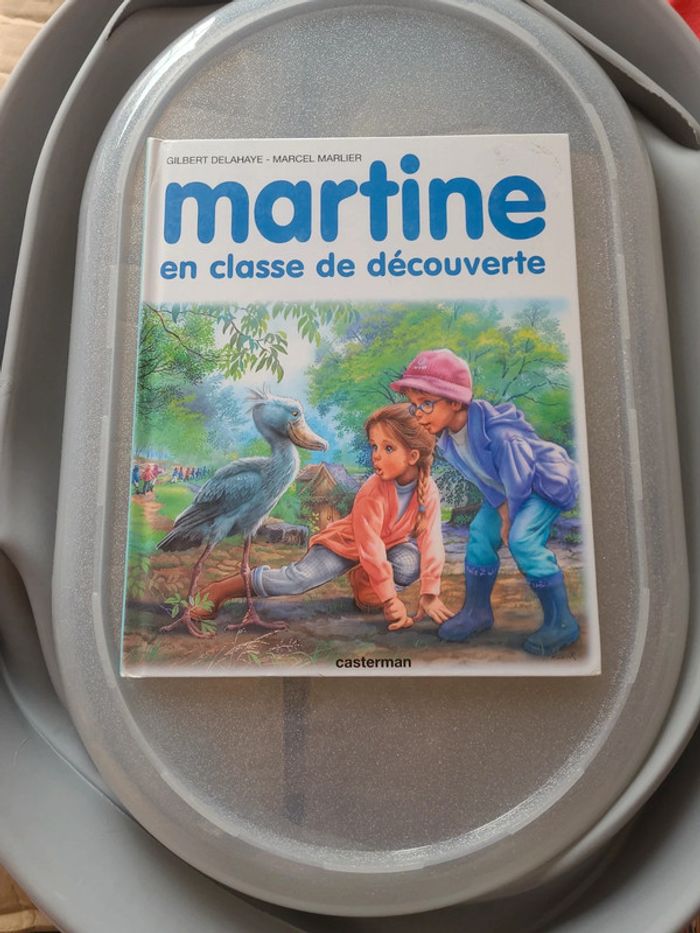 GILBERT DELAHAYE - MARCEL MARLIER
martine
en classe de découverte
casterman